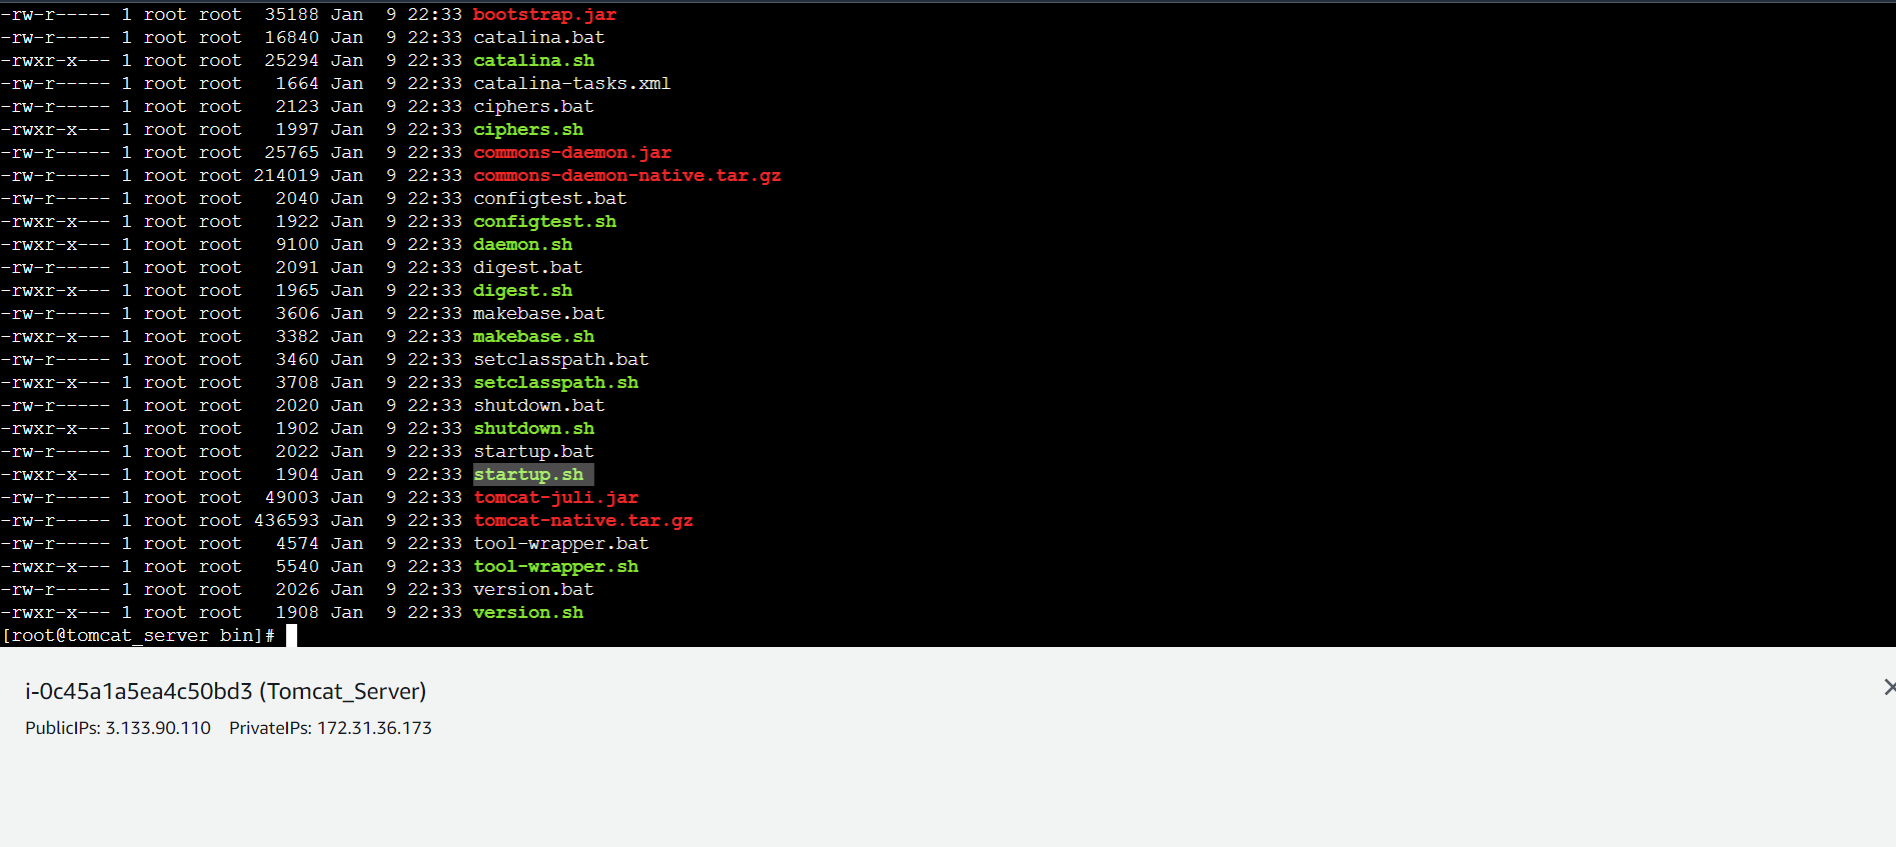 -rw-r----- 1 root root  35188 Jan  9 22:33 bootstrap.jar
-rw-r----- 1 root root  16840 Jan  9 22:33 catalina.bat
-rwxr-x--- 1 root root  25294 Jan  9 22:33 catalina.sh
-rw-r----- 1 root root   1664 Jan  9 22:33 catalina-tasks.xml
-rw-r----- 1 root root   2123 Jan  9 22:33 ciphers.bat
-rwxr-x--- 1 root root   1997 Jan  9 22:33 ciphers.sh
-rw-r----- 1 root root  25765 Jan  9 22:33 commons-daemon.jar
-rw-r----- 1 root root 214019 Jan  9 22:33 commons-daemon-native.tar.gz
-rw-r----- 1 root root   2040 Jan  9 22:33 configtest.bat
-rwxr-x--- 1 root root   1922 Jan  9 22:33 configtest.sh
-rwxr-x--- 1 root root   9100 Jan  9 22:33 daemon.sh
-rw-r----- 1 root root   2091 Jan  9 22:33 digest.bat
-rwxr-x--- 1 root root   1965 Jan  9 22:33 digest.sh
-rw-r----- 1 root root   3606 Jan  9 22:33 makebase.bat
-rwxr-x--- 1 root root   3382 Jan  9 22:33 makebase.sh
-rw-r----- 1 root root   3460 Jan  9 22:33 setclasspath.bat
-rwxr-x--- 1 root root   3708 Jan  9 22:33 setclasspath.sh
-rw-r----- 1 root root   2020 Jan  9 22:33 shutdown.bat
-rwxr-x--- 1 root root   1902 Jan  9 22:33 shutdown.sh
-rw-r----- 1 root root   2022 Jan  9 22:33 startup.bat
-rwxr-x--- 1 root root   1904 Jan  9 22:33 startup.sh
-rw-r----- 1 root root  49003 Jan  9 22:33 tomcat-juli.jar
-rw-r----- 1 root root 436593 Jan  9 22:33 tomcat-native.tar.gz
-rw-r----- 1 root root   4574 Jan  9 22:33 tool-wrapper.bat
-rwxr-x--- 1 root root   5540 Jan  9 22:33 tool-wrapper.sh
-rw-r----- 1 root root   2026 Jan  9 22:33 version.bat
-rwxr-x--- 1 root root   1908 Jan  9 22:33 version.sh
[root@tomcat_server bin]#
i-0c45a1a5ea4c50bd3 (Tomcat_Server)
PublicIPs: 3.133.90.110 PrivateIPs: 172.31.36.173